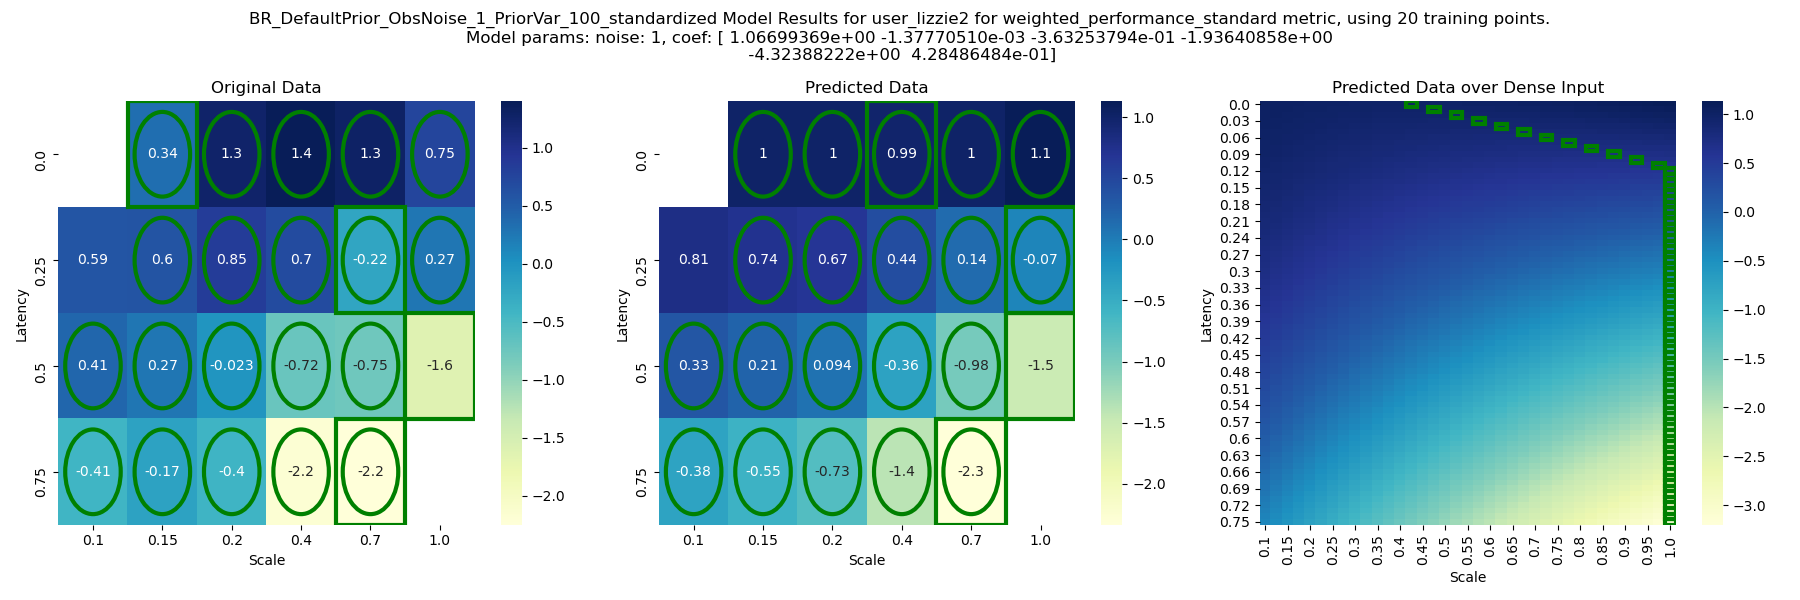 BR_DefaultPrior_ObsNoise_1_PriorVar_100_standardized Model Results for user_lizzie2 for weighted_performance_standard metric, using 20 training points.
Model params: noise: 1, coef: [ 1.06699369e+00 -1.37770510e-03 -3.63253794e-01 -1.93640858e+00
-4.32388222e+00 4.28486484e-01]
Original Data
0.34 1.3 1.4 1.3 0.75
0.59 0.6 0.85 0.7 -0.22 0.27
0.41 0.27 -0.023 -0.72 -0.75 -1.6
-0.41 -0.17 -0.4 -2.2 -2.2
0.0
0.25
0.5
0.75
Latency
0.1 0.15 0.2 0.4 0.7 1.0
Scale
1.0
0.5
0.0
−0.5
−1.0
−1.5
−2.0
Predicted Data
1 1 0.99 1 1.1
0.81 0.74 0.67 0.44 0.14 -0.07
0.33 0.21 0.094 -0.36 -0.98 -1.5
-0.38 -0.55 -0.73 -1.4 -2.3
0.0
0.25
0.5
0.75
Latency
0.1 0.15 0.2 0.4 0.7 1.0
Scale
1.0
0.5
0.0
−0.5
−1.0
−1.5
−2.0
Predicted Data over Dense Input
0.0
0.03
0.06
0.09
0.12
0.15
0.18
0.21
0.24
0.27
0.3
0.33
0.36
0.39
0.42
0.45
0.48
0.51
0.54
0.57
0.6
0.63
0.66
0.69
0.72
0.75
Latency
0.1 0.15 0.2 0.25 0.3 0.35 0.4 0.45 0.5 0.55 0.6 0.65 0.7 0.75 0.8 0.85 0.9 0.95 1.0
Scale
1.0
0.5
0.0
−0.5
−1.0
−1.5
−2.0
−2.5
−3.0